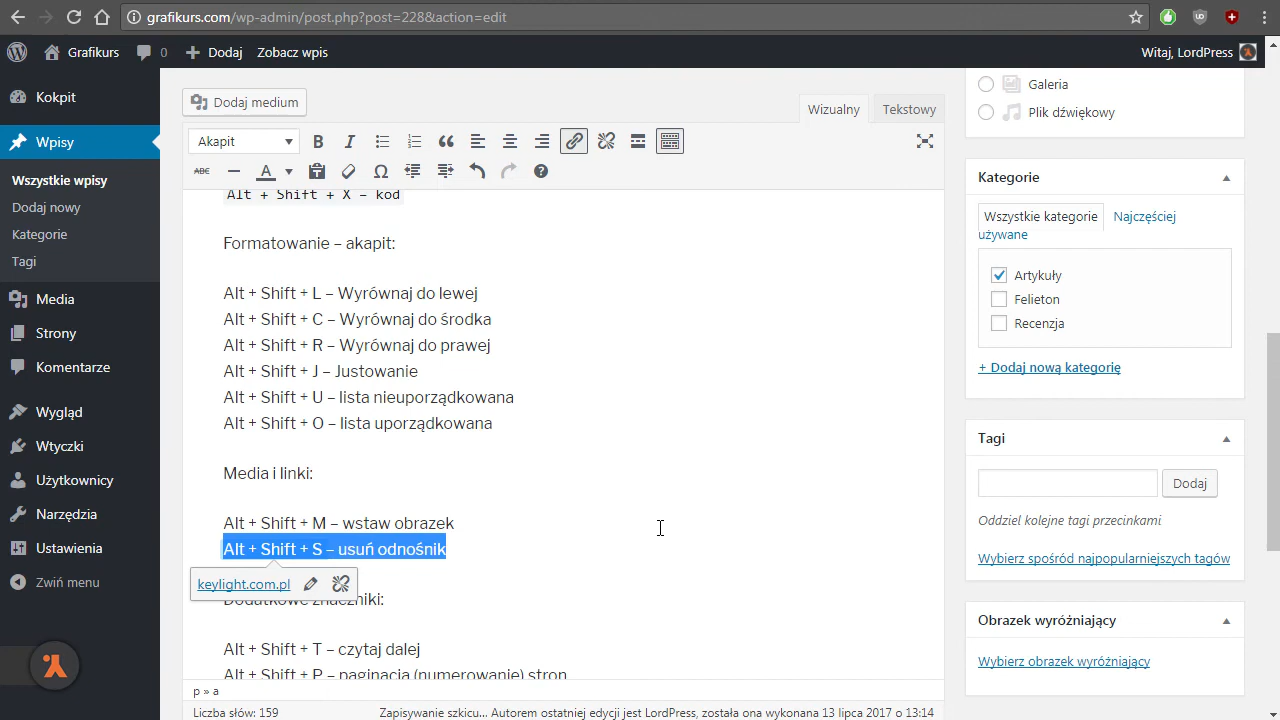 grafikurs.com/wp-admin/post.php?post=228&action=edit
Grafikurs
0
Dodaj
Zobacz wpis
Witaj, LordPress
Kokpit
Wpisy
Wszystkie wpisy
Dodaj nowy
Kategorie
Tagi
Media
Strony
Komentarze
Wygląd
Wtyczki
Użytkownicy
Narzędzia
Ustawienia
Zwiń menu
Dodaj medium
Wizualny
Tekstowy
Akapit
B
I
ABC
A
Alt + Shift + X – kod
Formatowanie – akapit:
Alt + Shift + L – Wyrównaj do lewej
Alt + Shift + C – Wyrównaj do środka
Alt + Shift + R – Wyrównaj do prawej
Alt + Shift + J – Justowanie
Alt + Shift + U – lista nieuporządkowana
Alt + Shift + O – lista uporządkowana
Media i linki:
Alt + Shift + M – wstaw obrazek
Alt + Shift + S – usuń odnośnik
keylight.com.pl
Dodatkowe znaczniki:
Alt + Shift + T – czytaj dalej
Alt + Shift + P – paginacja (numerowanie) stron
p » a
Liczba słów: 159
Zapisywanie szkicu... Autorem ostatniej edycji jest LordPress, została ona wykonana 13 lipca 2017 o 13:14
Galeria
Plik dźwiękowy
Kategorie
Wszystkie kategorie
Najczęściej
używane
Artykuły
Felieton
Recenzja
+ Dodaj nową kategorię
Tagi
Dodaj
Oddziel kolejne tagi przecinkami.
Wybierz spośród najpopularniejszych tagów
Obrazek wyróżniający
Wybierz obrazek wyróżniający